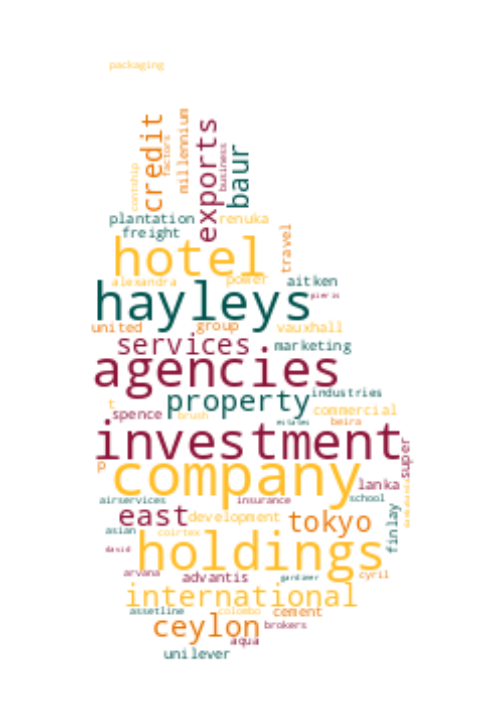 packaging
credit
factors
millennium
exports
business
baur
contship
plantation
renuka
freight
travel
hotel
alexandra
power
aitken
hayleys
pieris
united
group
vauxhall
services
marketing
agencies
industries
property
t
commercial
spence
brush
estates
beira
investment
super
company
p
lanka
airservices
insurance
school
east
development
tokyo
finlay
asian
coirtex
holdings
david
arvana
advantis
gardiner
cyril
international
assetline
colombo
cement
ceylon
brokers
aqua
unilever